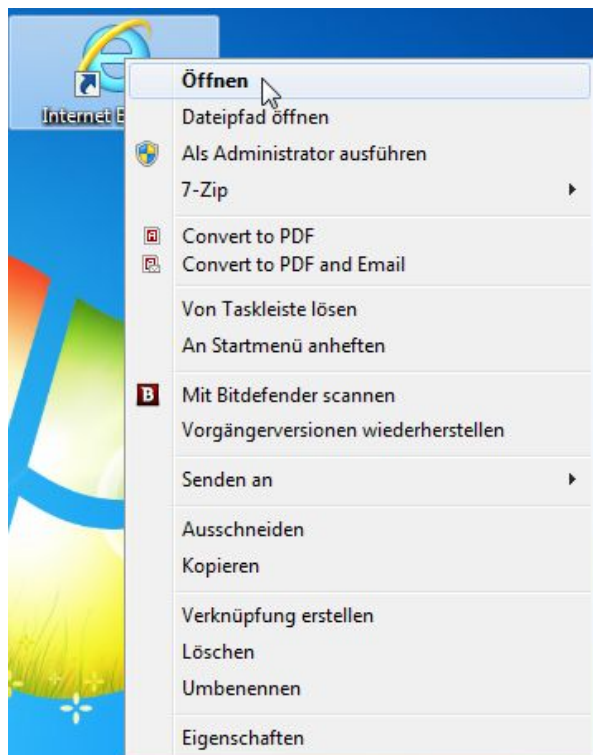 Internet E
Öffnen
Dateipfad öffnen
Als Administrator ausführen
7-Zip
Convert to PDF
Convert to PDF and Email
Von Taskleiste lösen
An Startmenü anheften
Mit Bitdefender scannen
Vorgängerversionen wiederherstellen
Senden an
Ausschneiden
Kopieren
Verknüpfung erstellen
Löschen
Umbenennen
Eigenschaften